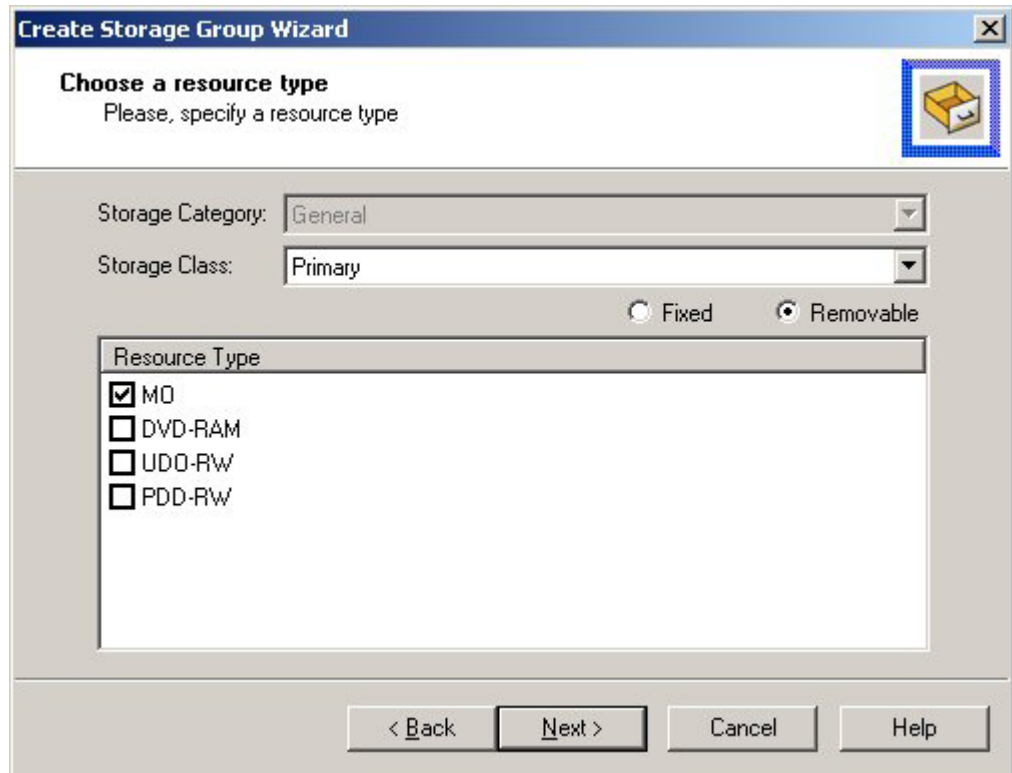 Create Storage Group Wizard
Choose a resource type
Please, specify a resource type
Storage Category: General
Storage Class: Primary
Fixed Removable
Resource Type
MO
DVD-RAM
UDO-RW
PDD-RW
< Back Next > Cancel Help